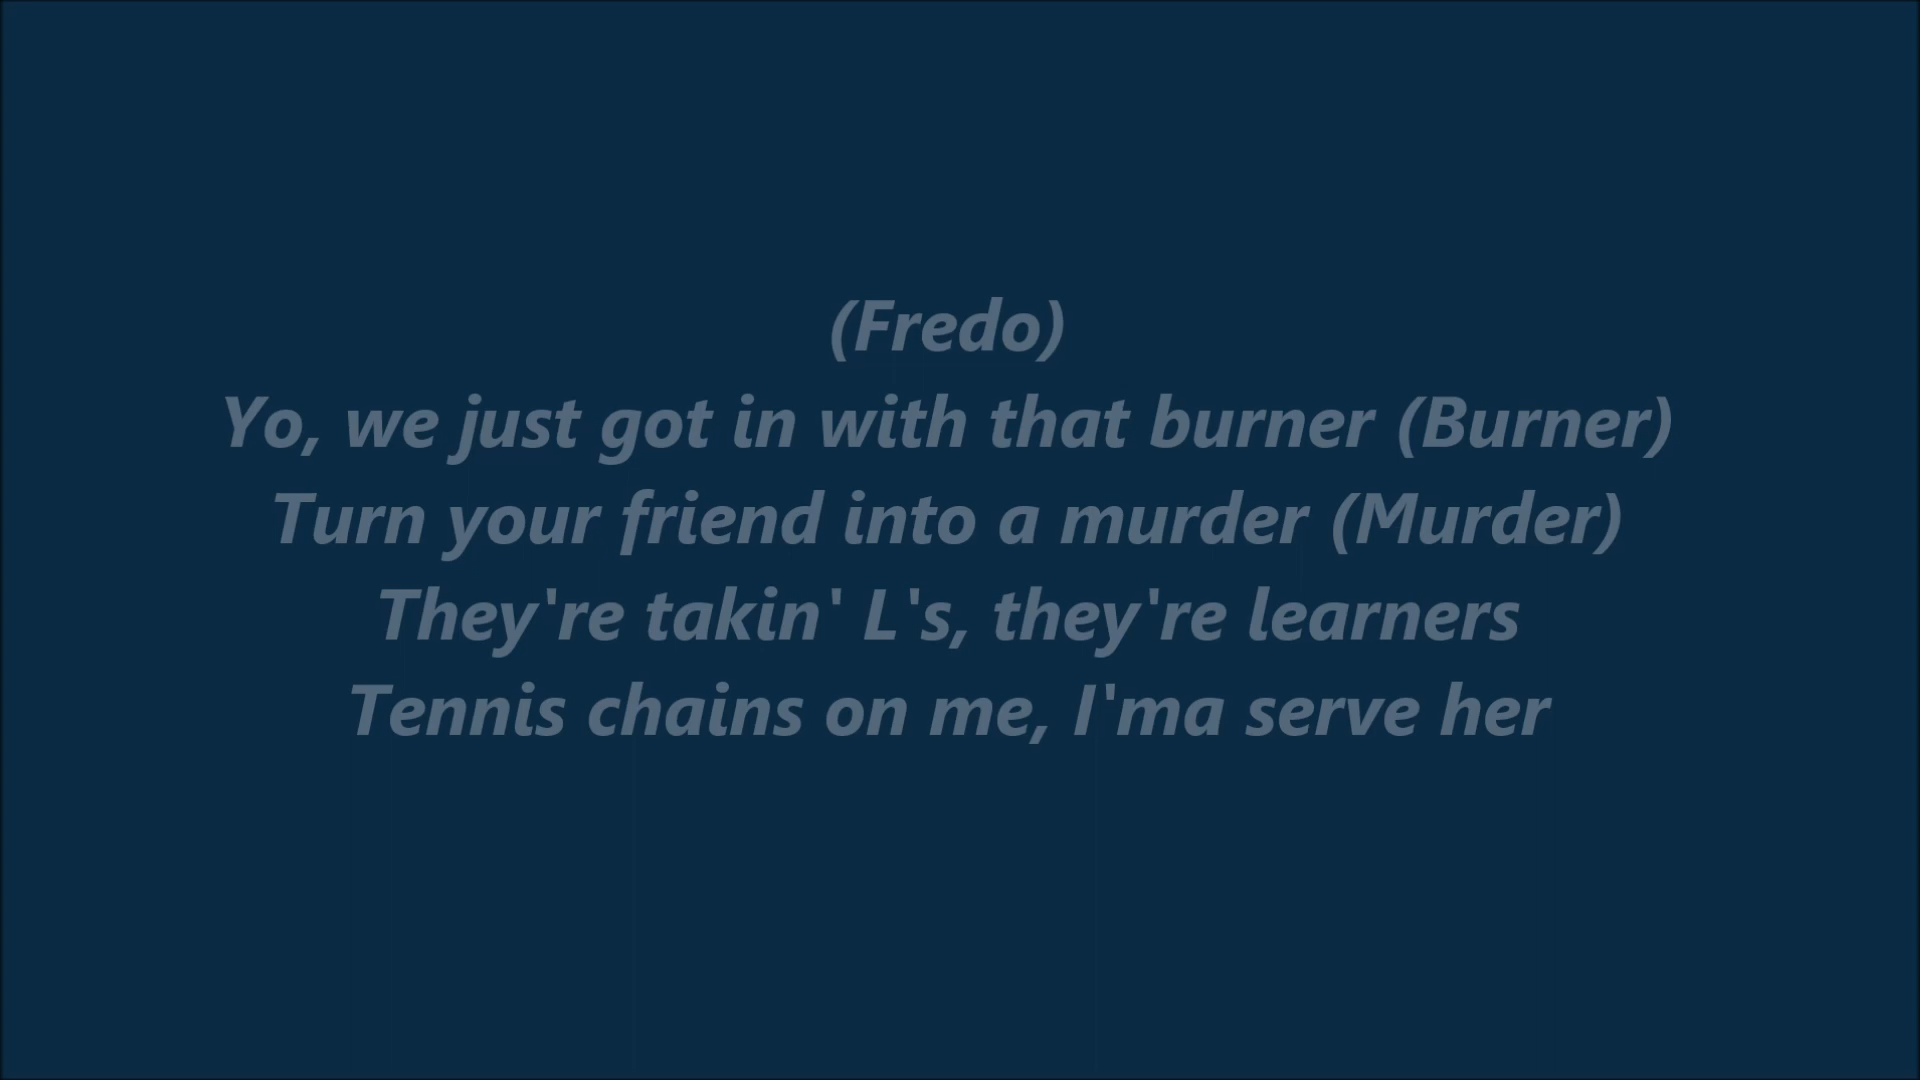 (Fredo)
Yo, we just got in with that burner (Burner)
Turn your friend into a murder (Murder)
They're takin' L's, they're learners
Tennis chains on me, I'ma serve her